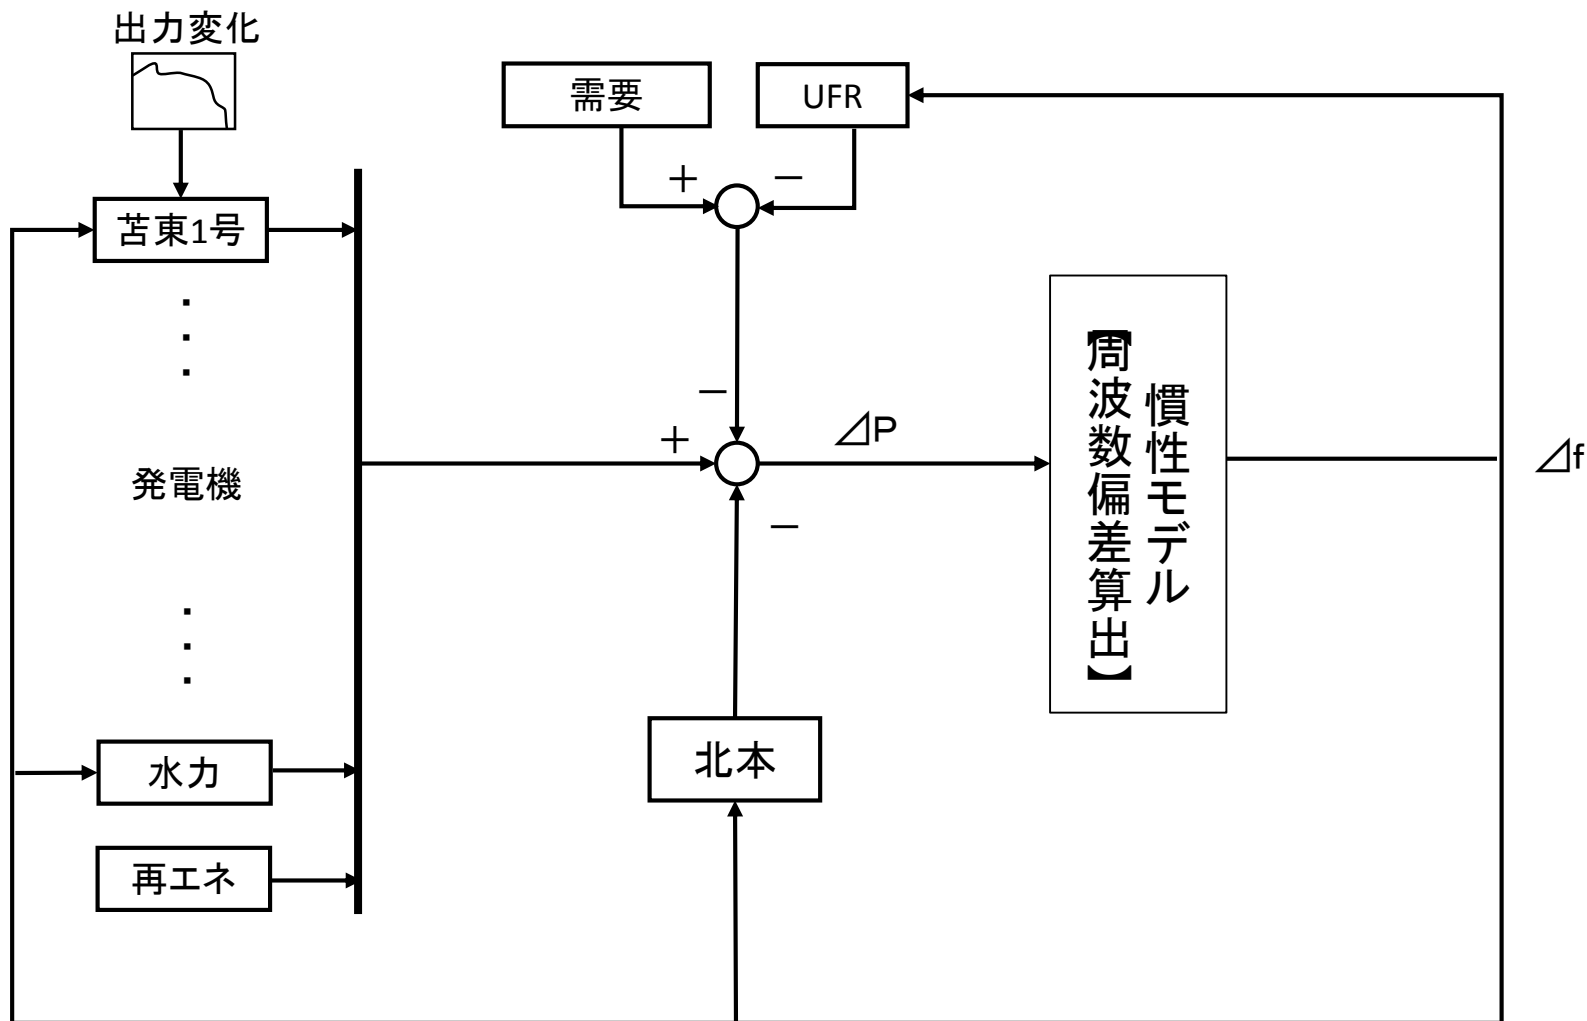 出力変化
需要
UFR
＋
－
苫東1号
・
・
・
－
＋
⊿P
慣性モデル
【周波数偏差算出】
⊿f
発電機
－
・
・
・
北本
水力
再エネ